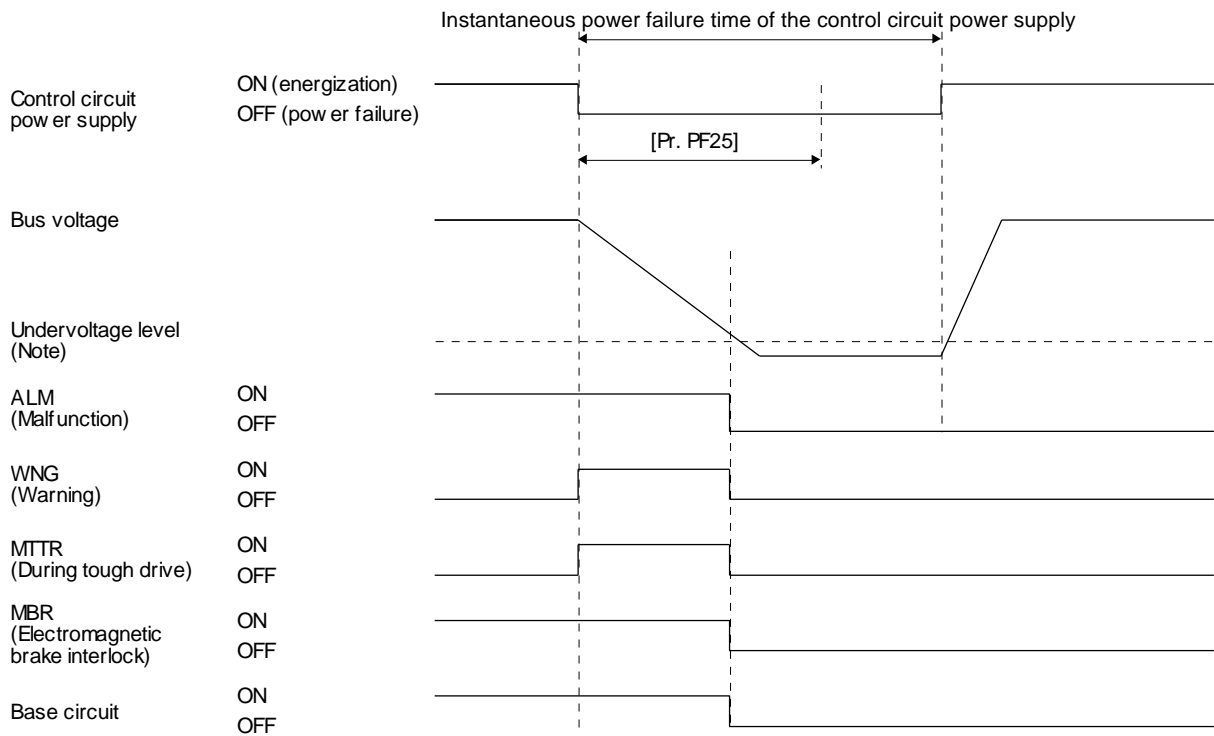 Instantaneous power failure time of the control circuit power supply
Control circuit
power supply
ON (energization)
OFF (power failure)
[Pr. PF25]
Bus voltage
Undervoltage level
(Note)
ALM
(Malfunction)
ON
OFF
WNG
(Warning)
ON
OFF
MTTR
(During tough drive)
ON
OFF
MBR
(Electromagnetic
brake interlock)
ON
OFF
Base circuit
ON
OFF